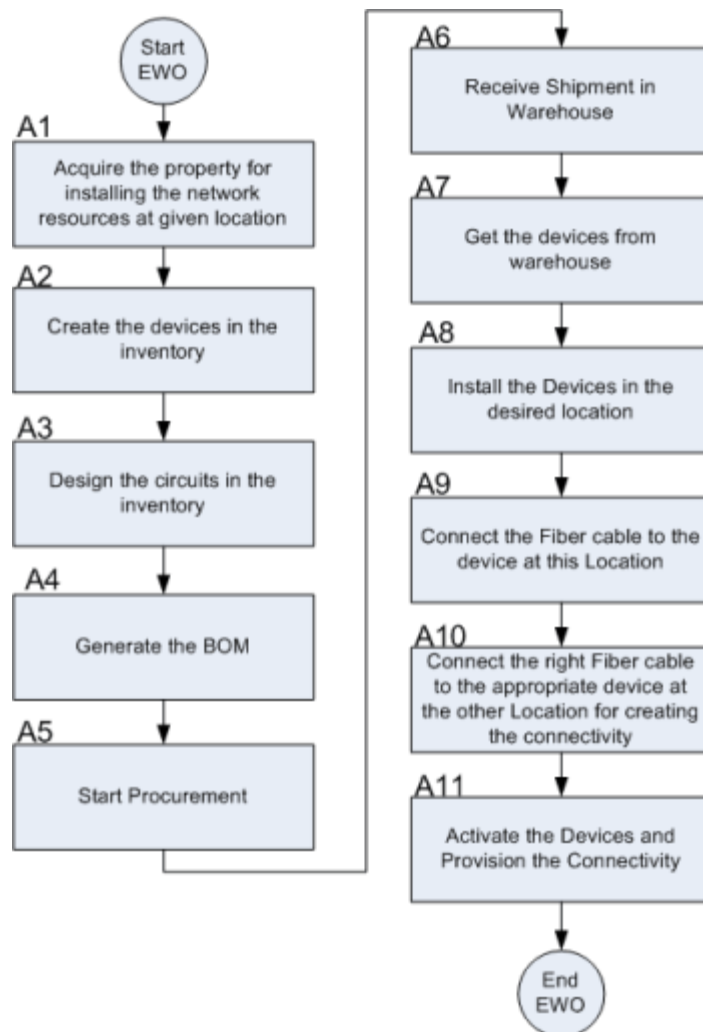 Start
EWO
A1
Acquire the property for
installing the network
resources at given location
A2
Create the devices in the
inventory
A3
Design the circuits in the
inventory
A4
Generate the BOM
A5
Start Procurement
A6
Receive Shipment in
Warehouse
A7
Get the devices from
warehouse
A8
Install the Devices in the
desired location
A9
Connect the Fiber cable to the
device at this Location
A10
Connect the right Fiber cable
to the appropriate device at
the other Location for creating
the connectivity
A11
Activate the Devices and
Provision the Connectivity
End
EWO